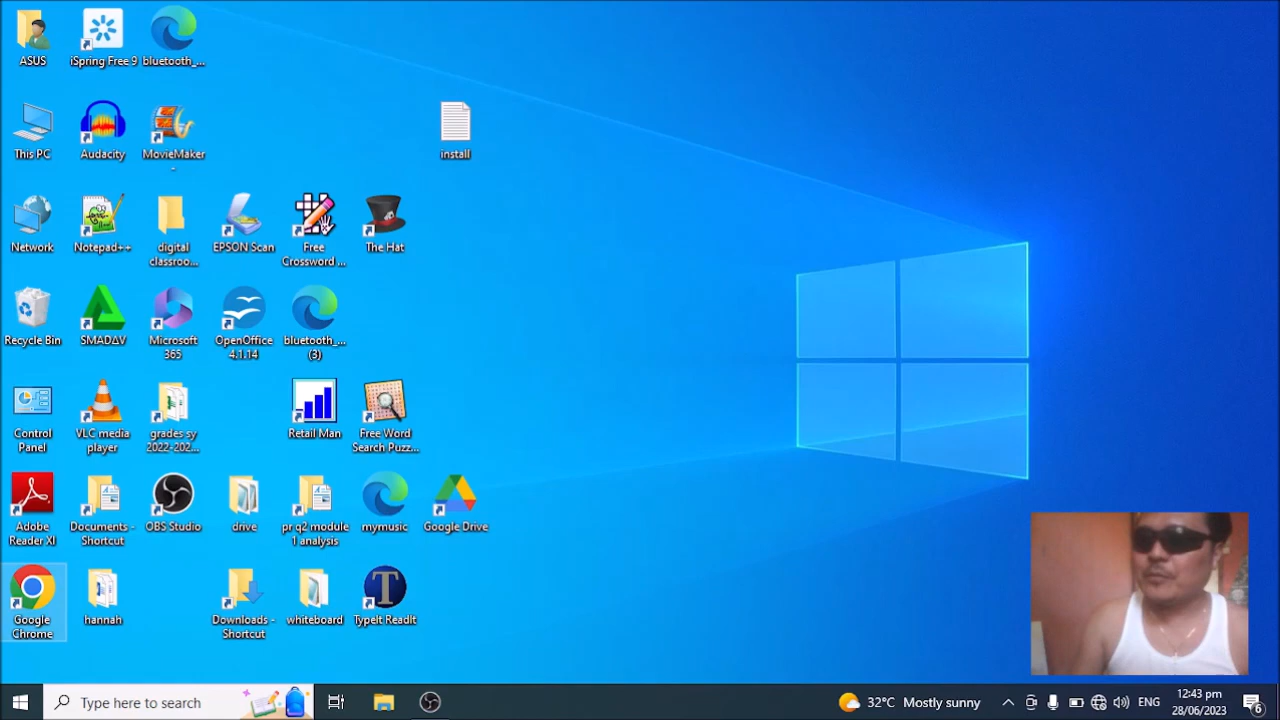 ASUS
iSpring Free 9
bluetooth_...
This PC
Audacity
MovieMaker
-
install
Network
Notepad++
digital
classroo...
EPSON Scan
Free
Crossword ...
The Hat
Recycle Bin
SMADΔV
Microsoft
365
OpenOffice
4.1.14
bluetooth_...
(3)
Control
Panel
VLC media
player
grades sy
2022-202...
Retail Man
Free Word
Search Puzz...
Adobe
Reader XI
Documents -
Shortcut
OBS Studio
drive
pr q2 module
1 analysis
mymusic
Google Drive
Google
Chrome
hannah
Downloads -
Shortcut
whiteboard
T
TypeIt ReadIt
Type here to search
32°C Mostly sunny
ENG
12:43 pm
28/06/2023
6